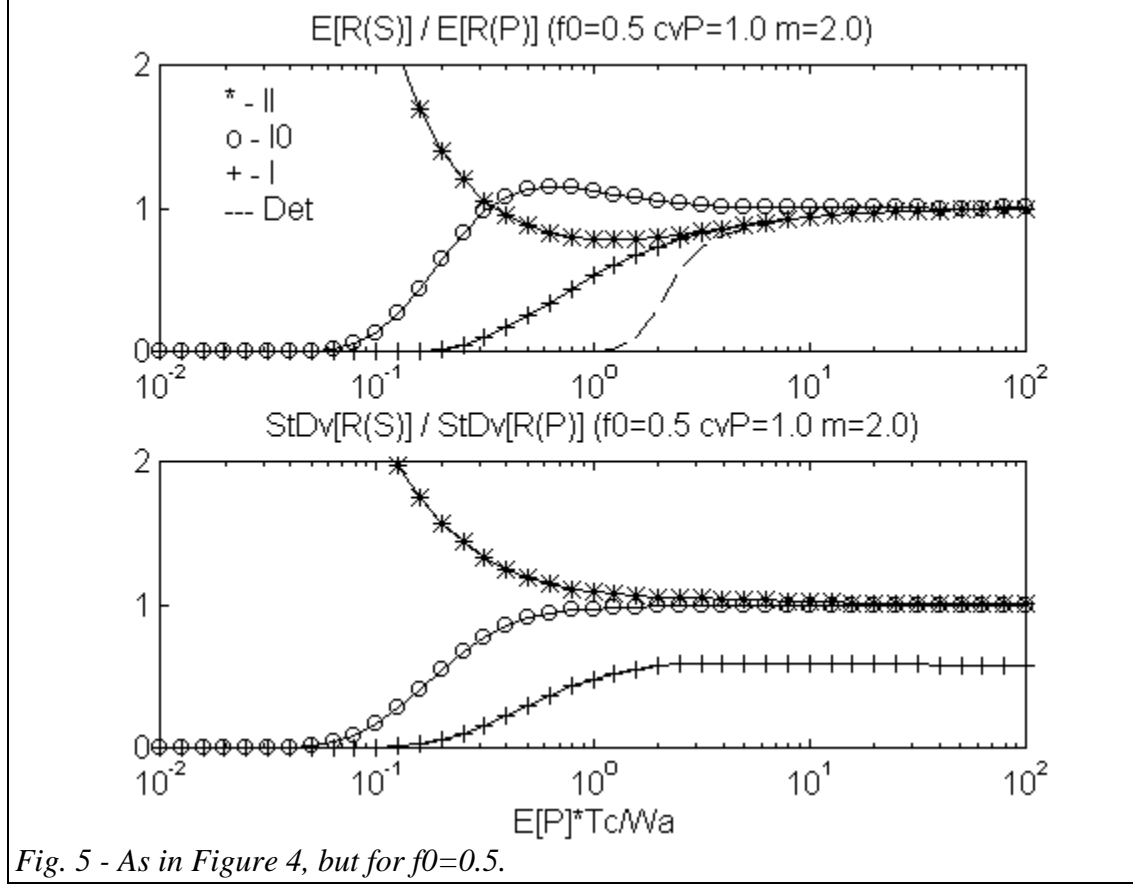 E[R(S)] / E[R(P)] (f0=0.5 cvP=1.0 m=2.0)
2
* - II
o - I0
+ - I
--- Det
1
0
10^-2 10^-1 10^0 10^1 10^2
StDv[R(S)] / StDv[R(P)] (f0=0.5 cvP=1.0 m=2.0)
2
1
0
10^-2 10^-1 10^0 10^1 10^2
E[P]*Tc/Wa
Fig. 5 - As in Figure 4, but for f0=0.5.